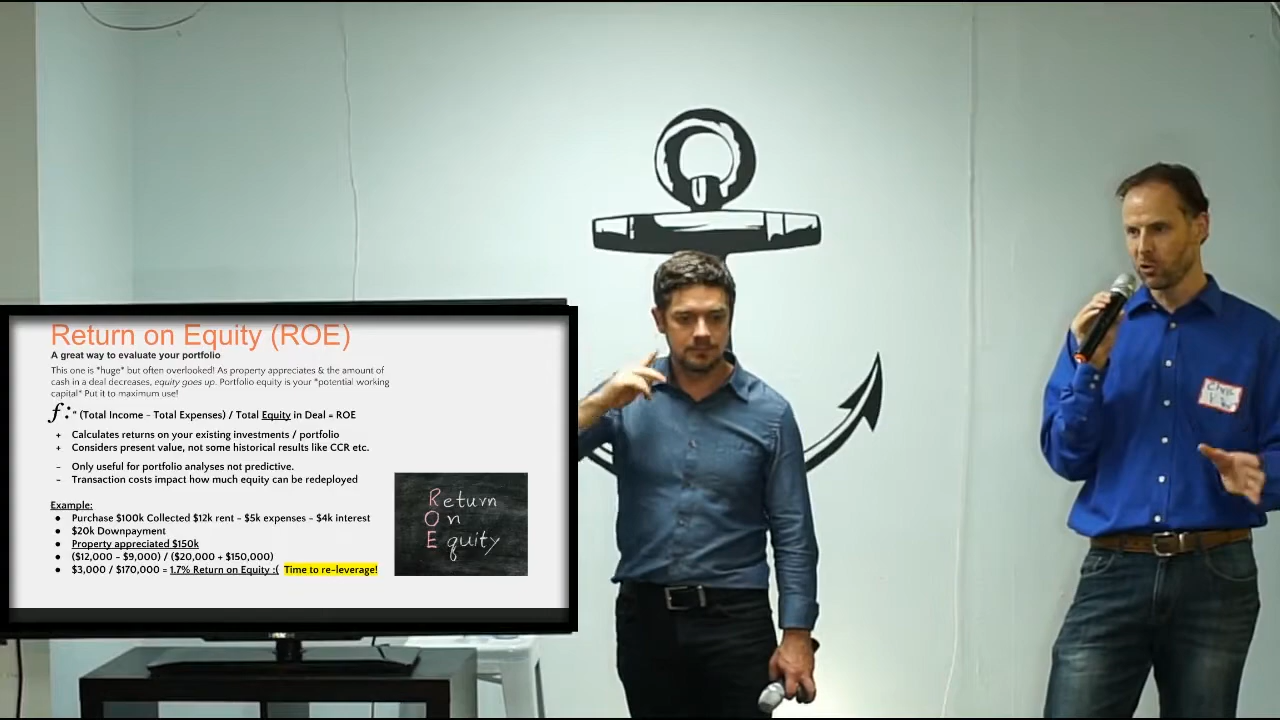 Return on Equity (ROE)
A great way to evaluate your portfolio
This one is *huge* but often overlooked! As property appreciates & the amount of
cash in a deal decreases, equity goes up. Portfolio equity is your *potential working
capital* Put it to maximum use!
f: " (Total Income - Total Expenses) / Total Equity in Deal = ROE
+ Calculates returns on your existing investments / portfolio
+ Considers present value, not some historical results like CCR etc.
- Only useful for portfolio analyses not predictive.
- Transaction costs impact how much equity can be redeployed
Example:
● Purchase $100k Collected $12k rent - $5k expenses - $4k interest
● $20k Downpayment
● Property appreciated $150k
● ($12,000 - $9,000) / ($20,000 + $150,000)
● $3,000 / $170,000 = 1.7% Return on Equity :( Time to re-leverage!
Return
On
Equity
Chris